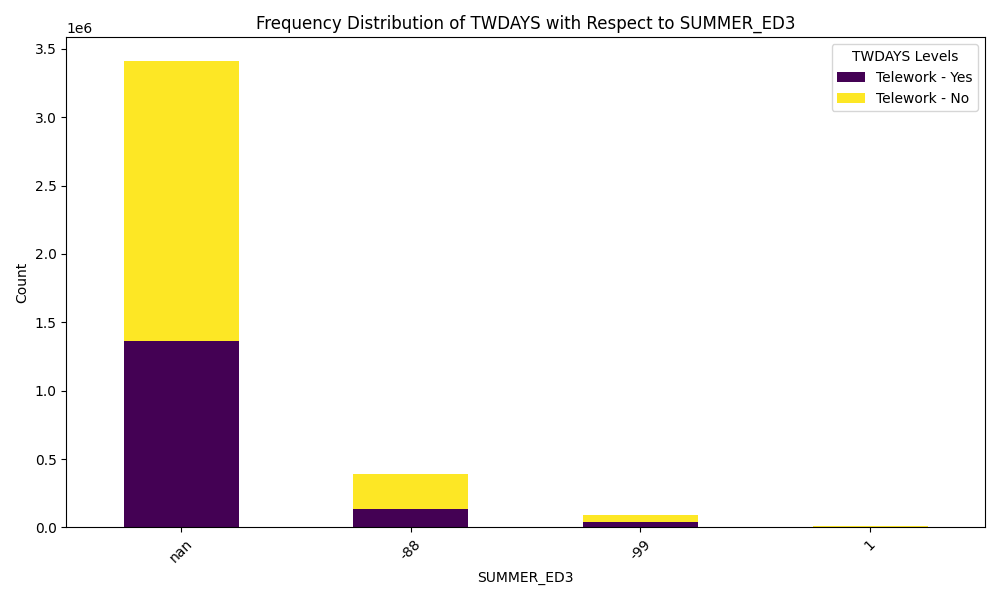 Frequency Distribution of TWDAYS with Respect to SUMMER_ED3
1e6
TWDAYS Levels
Telework - Yes
Telework - No
3.5
3.0
2.5
2.0
1.5
1.0
0.5
0.0
Count
nan
-88
-99
1
SUMMER_ED3